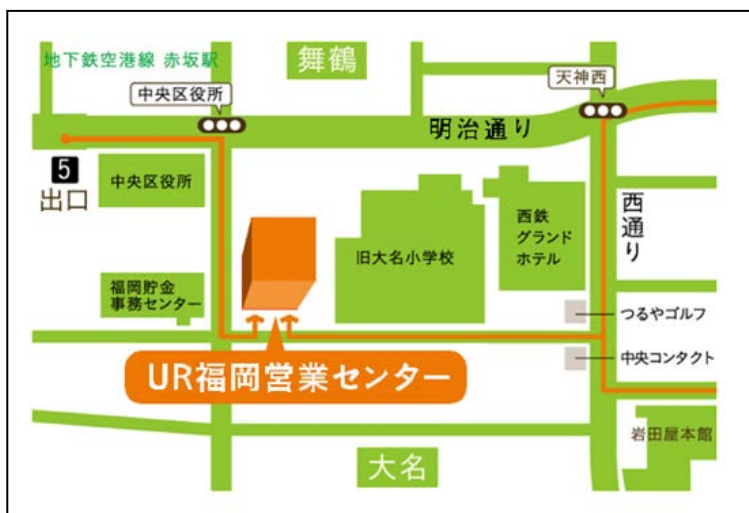 地下鉄空港線 赤坂駅
舞鶴
天神西
中央区役所
明治通り
5
出口
中央区役所
西鉄
グランド
ホテル
西通り
旧大名小学校
福岡貯金
事務センター
つるやゴルフ
UR福岡営業センター
中央コンタクト
岩田屋本館
大名